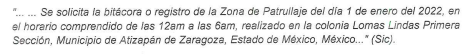 "... ... Se solicita la bitácora o registro de la Zona de Patrullaje del día 1 de enero del 2022, en
el horario comprendido de las 12am a las 6am, realizado en la colonia Lomas Lindas Primera
Sección, Municipio de Atizapán de Zaragoza, Estado de México, México..." (Sic).